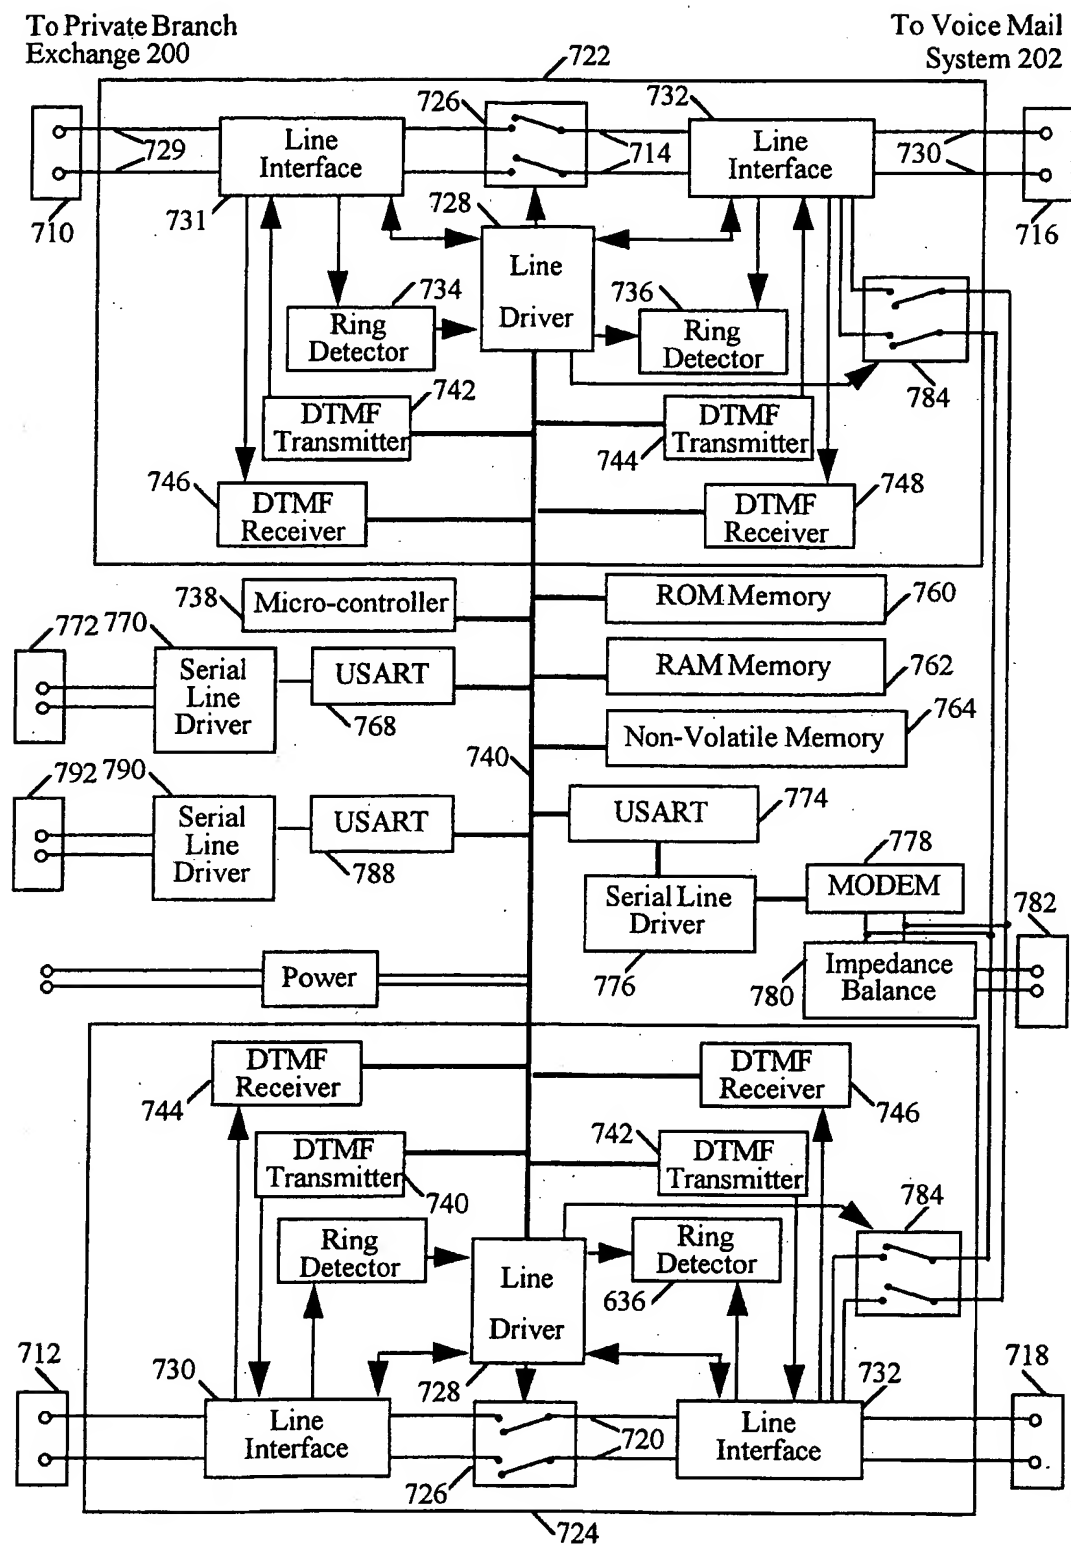 To Private Branch
Exchange 200
To Voice Mail
System 202
722
726
732
Line
Interface
Line
Interface
729
714
730
710
731
728
716
Line
Driver
734
736
Ring
Detector
Ring
Detector
784
742
DTMF
Transmitter
DTMF
Transmitter
744
746
748
DTMF
Receiver
DTMF
Receiver
738
Micro-controller
ROM Memory
760
772
770
Serial
Line
Driver
USART
768
RAM Memory
762
764
Non-Volatile Memory
740
792
790
Serial
Line
Driver
USART
788
USART
774
778
MODEM
Serial Line
Driver
776
782
Power
780
Impedance
Balance
DTMF
Receiver
744
DTMF
Receiver
746
742
DTMF
Transmitter
740
DTMF
Transmitter
784
Ring
Detector
Ring
Detector
636
Line
Driver
712
730
728
732
718
Line
Interface
720
Line
Interface
726
724